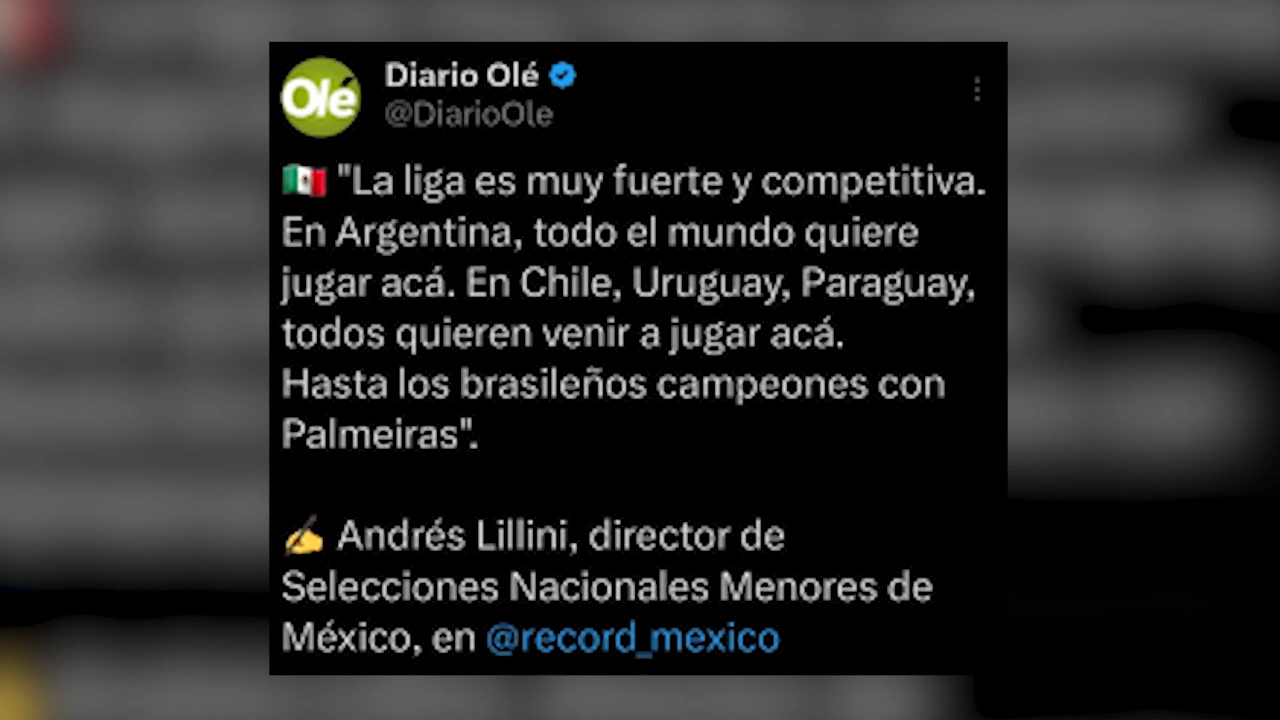 Olé
Diario Olé
@DiarioOle
🇲🇽 "La liga es muy fuerte y competitiva.
En Argentina, todo el mundo quiere
jugar acá. En Chile, Uruguay, Paraguay,
todos quieren venir a jugar acá.
Hasta los brasileños campeones con
Palmeiras".
✍️ Andrés Lillini, director de
Selecciones Nacionales Menores de
México, en @record_mexico